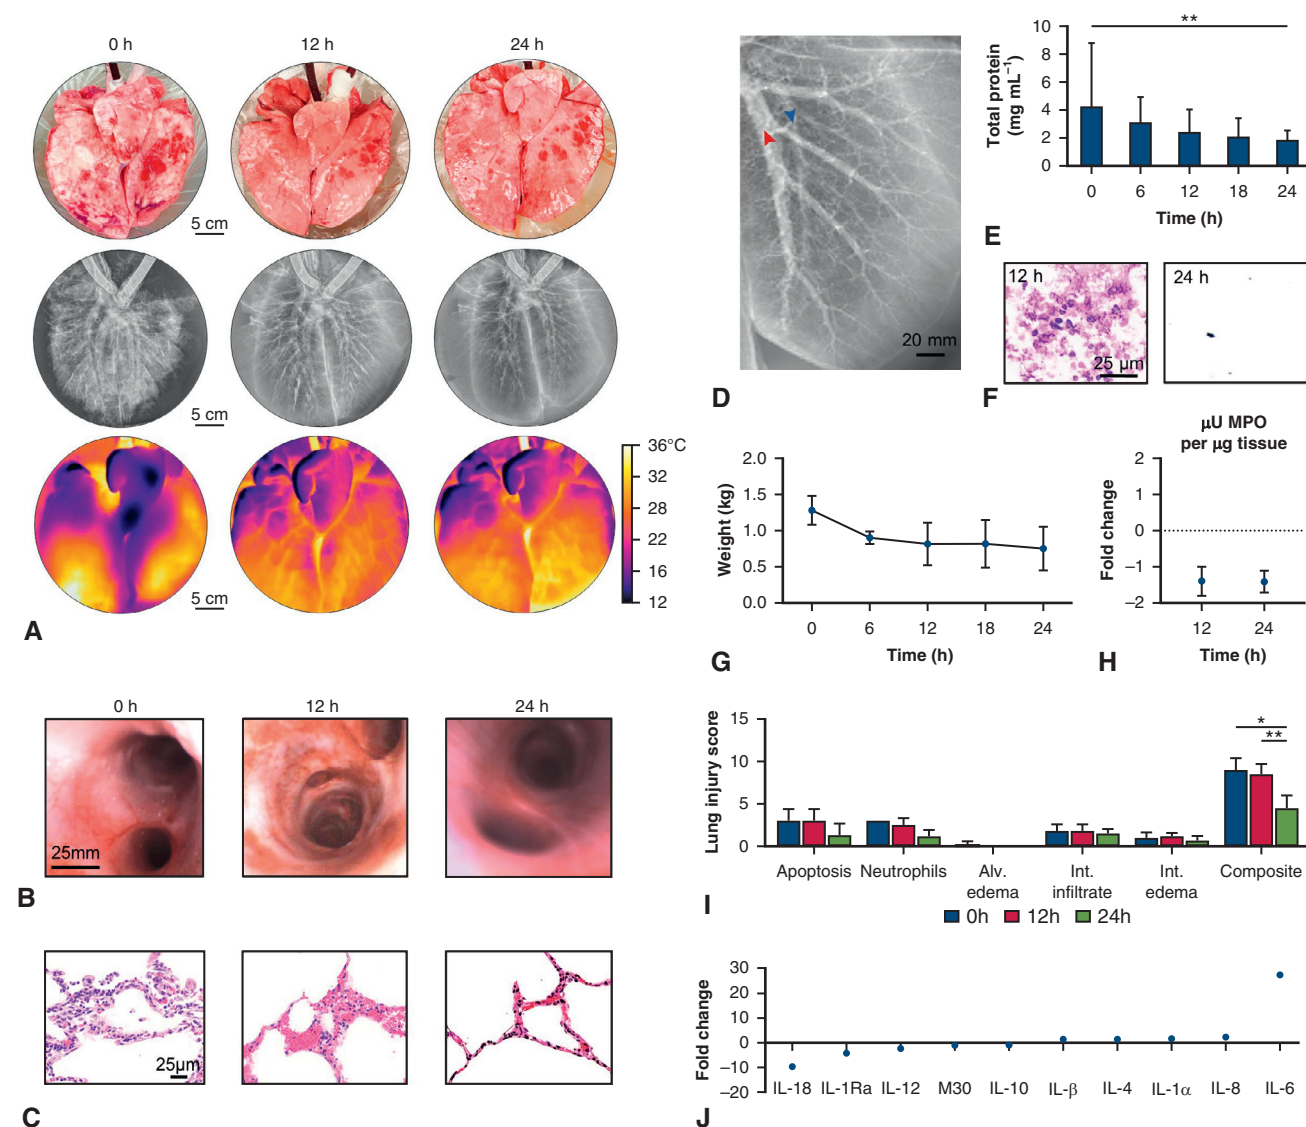 0 h
12 h
24 h
5 cm
5 cm
36°C
32
28
22
16
12
5 cm
A
0 h
12 h
24 h
25mm
B
25µm
C
20 mm
D
Total protein
(mg mL–1)
10
8
6
4
2
0
**
0
6
12
18
24
Time (h)
E
12 h
25 µm
24 h
F
Weight (kg)
2.0
1.5
1.0
0.5
0.0
0
6
12
18
24
Time (h)
G
µU MPO
per µg tissue
Fold change
2
1
0
–1
–2
12
24
Time (h)
H
Lung injury score
15
10
5
0
*
**
Apoptosis
Neutrophils
Alv.
edema
Int.
infiltrate
Int.
edema
Composite
0h
12h
24h
I
Fold change
30
20
10
0
–10
–20
IL-18
IL-1Ra
IL-12
M30
IL-10
IL-β
IL-4
IL-1α
IL-8
IL-6
J